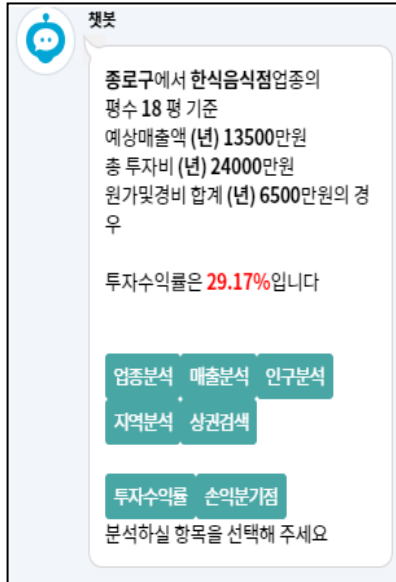 챗봇
종로구에서 한식음식점업종의
평수 18 평 기준
예상매출액 (년) 13500만원
총 투자비 (년) 24000만원
원가및경비 합계 (년) 6500만원의 경
우
투자수익률은 29.17%입니다
업종분석 매출분석 인구분석
지역분석 상권검색
투자수익률 손익분기점
분석하실 항목을 선택해 주세요